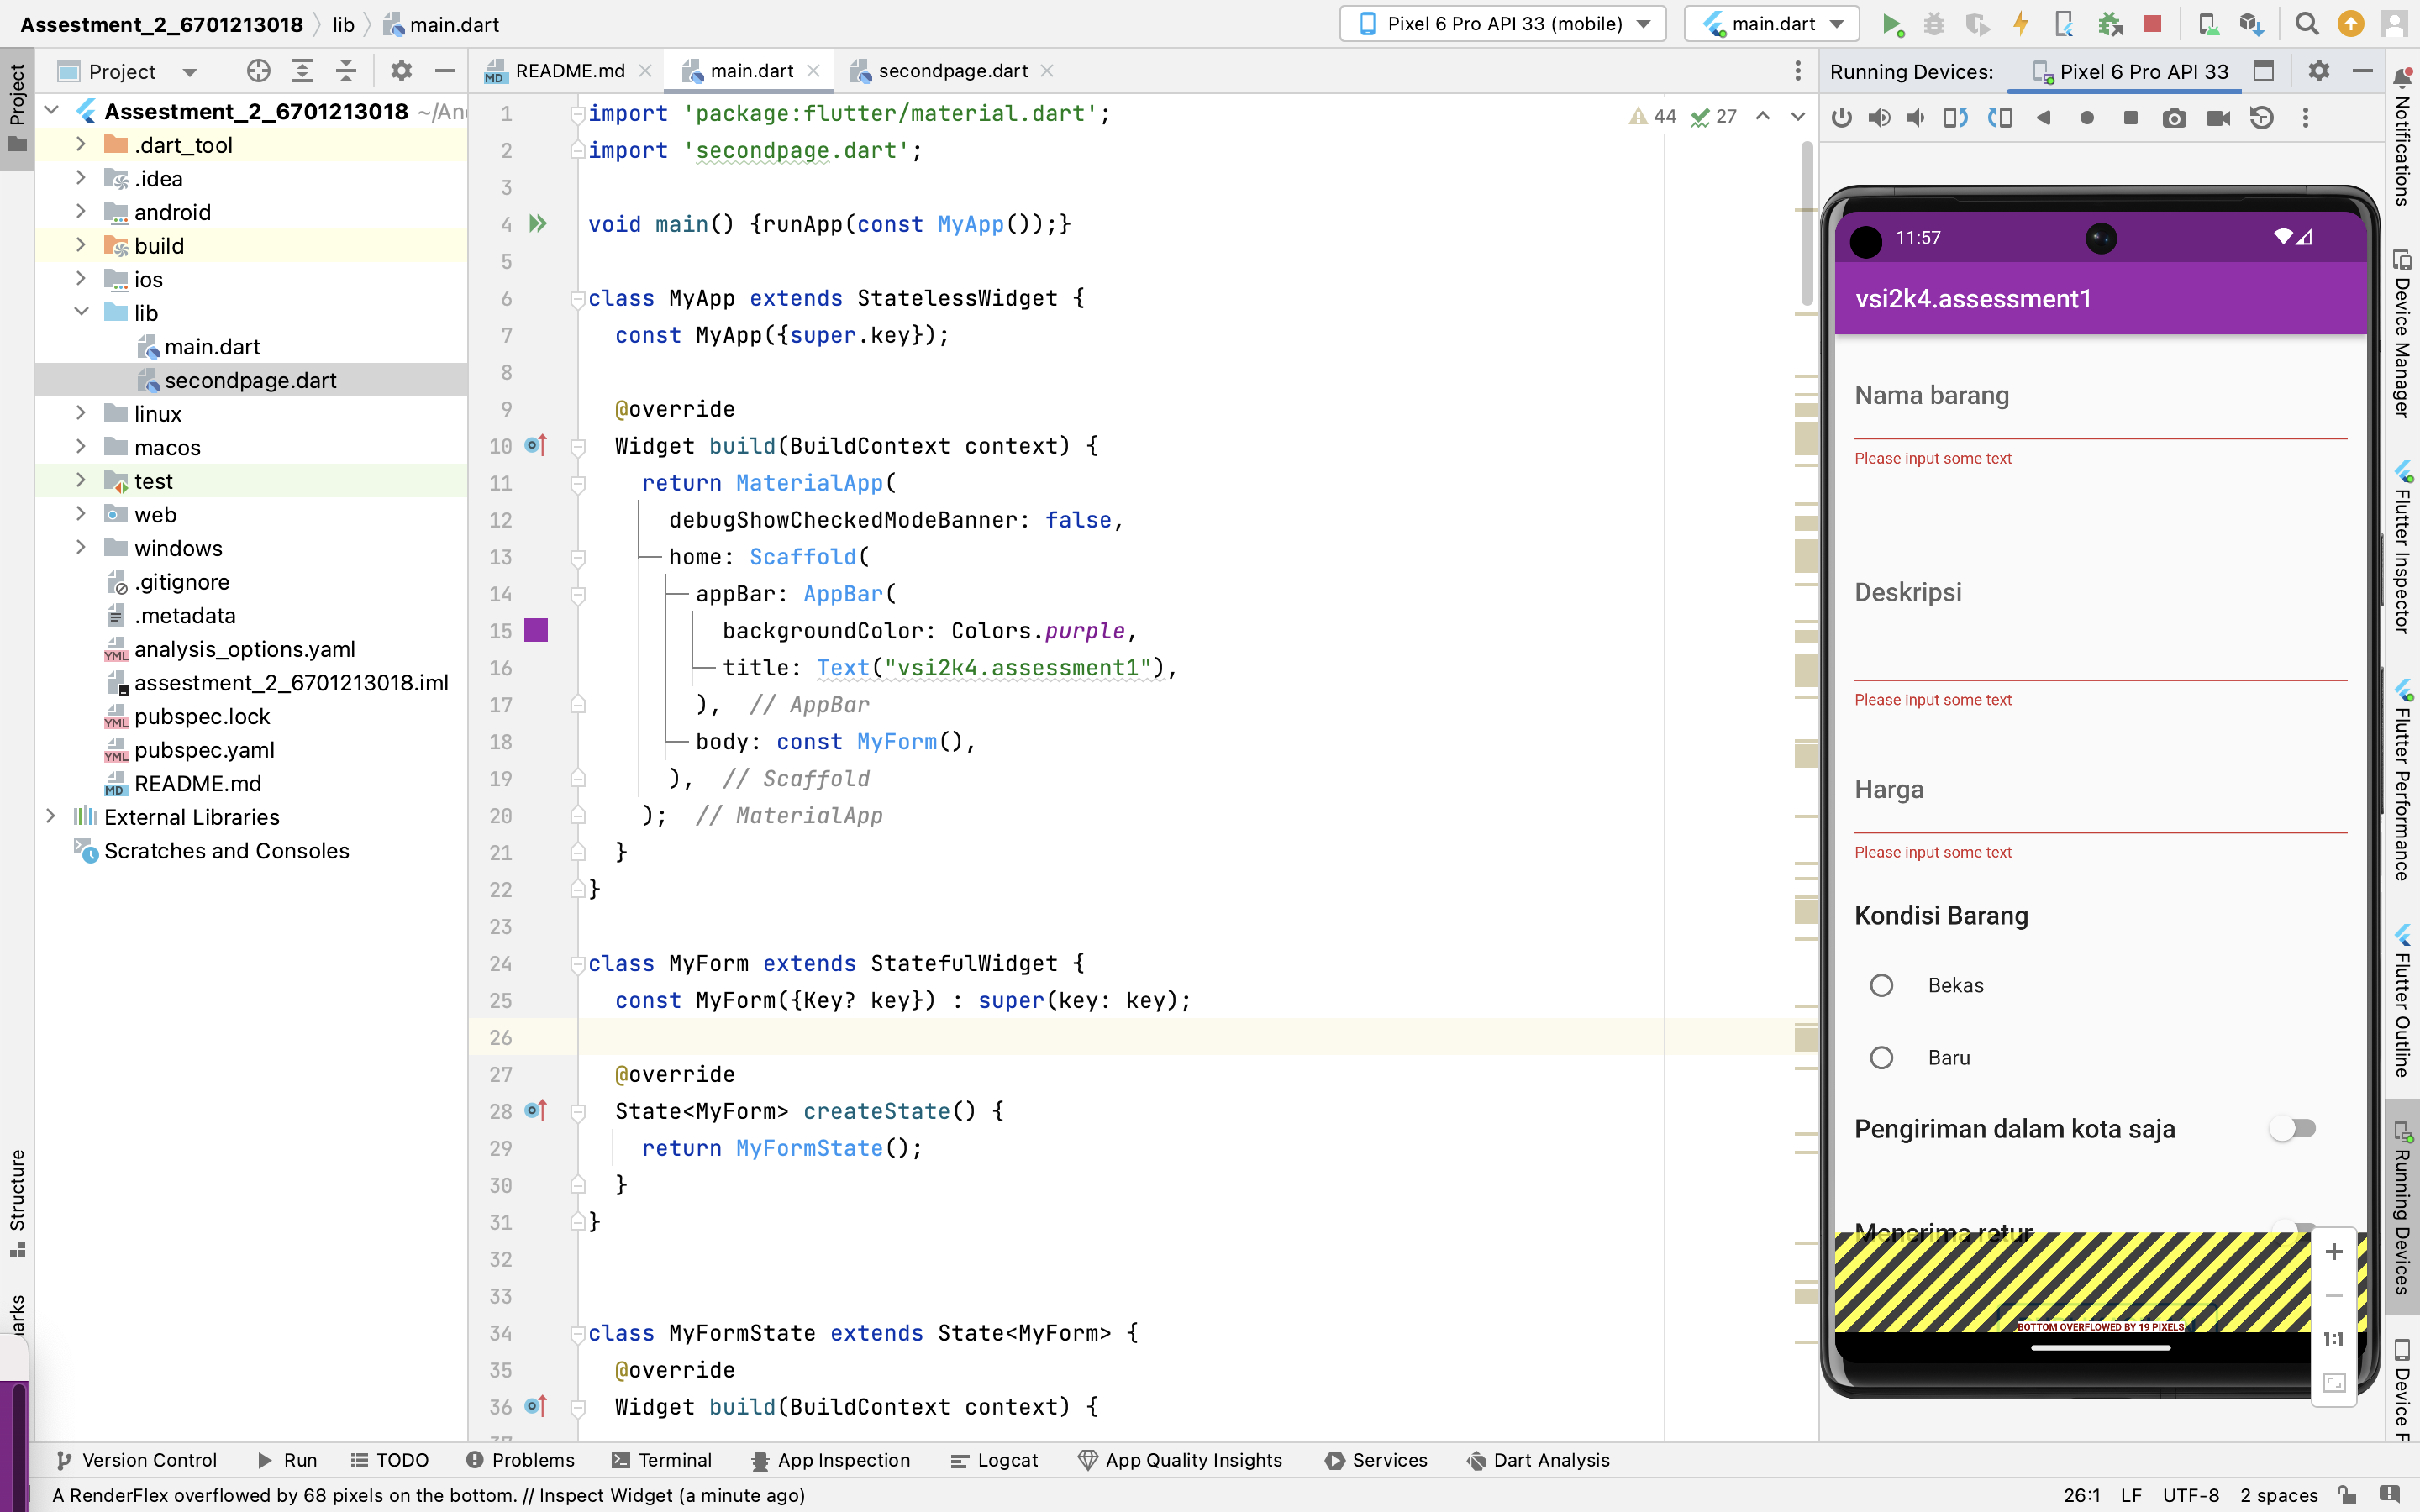 Assestment_2_6701213018 lib main.dart
Pixel 6 Pro API 33 (mobile) main.dart
Project
README.md main.dart secondpage.dart
Running Devices: Pixel 6 Pro API 33
Assestment_2_6701213018 ~/An
.dart_tool
.idea
android
build
ios
lib
main.dart
secondpage.dart
linux
macos
test
web
windows
.gitignore
.metadata
analysis_options.yaml
assestment_2_6701213018.iml
pubspec.lock
pubspec.yaml
README.md
External Libraries
Scratches and Consoles
Project
Structure
44 27
1 import 'package:flutter/material.dart';
2 import 'secondpage.dart';
3
4 void main() {runApp(const MyApp());}
5
6 class MyApp extends StatelessWidget {
7 const MyApp({super.key});
8
9 @override
10 Widget build(BuildContext context) {
11 return MaterialApp(
12 debugShowCheckedModeBanner: false,
13 home: Scaffold(
14 appBar: AppBar(
15 backgroundColor: Colors.purple,
16 title: Text("vsi2k4.assessment1"),
17 ), // AppBar
18 body: const MyForm(),
19 ), // Scaffold
20 ); // MaterialApp
21 }
22 }
23
24 class MyForm extends StatefulWidget {
25 const MyForm({Key? key}) : super(key: key);
26
27 @override
28 State<MyForm> createState() {
29 return MyFormState();
30 }
31 }
32
33
34 class MyFormState extends State<MyForm> {
35 @override
36 Widget build(BuildContext context) {
11:57
vsi2k4.assessment1
Nama barang
Please input some text
Deskripsi
Please input some text
Harga
Please input some text
Kondisi Barang
Bekas
Baru
Pengiriman dalam kota saja
Menerima retur
BOTTOM OVERFLOWED BY 19 PIXELS
1:1
Notifications
Device Manager
Flutter Inspector
Flutter Performance
Flutter Outline
Running Devices
Device F
Version Control Run TODO Problems Terminal App Inspection Logcat App Quality Insights Services Dart Analysis
A RenderFlex overflowed by 68 pixels on the bottom. // Inspect Widget (a minute ago)
26:1 LF UTF-8 2 spaces